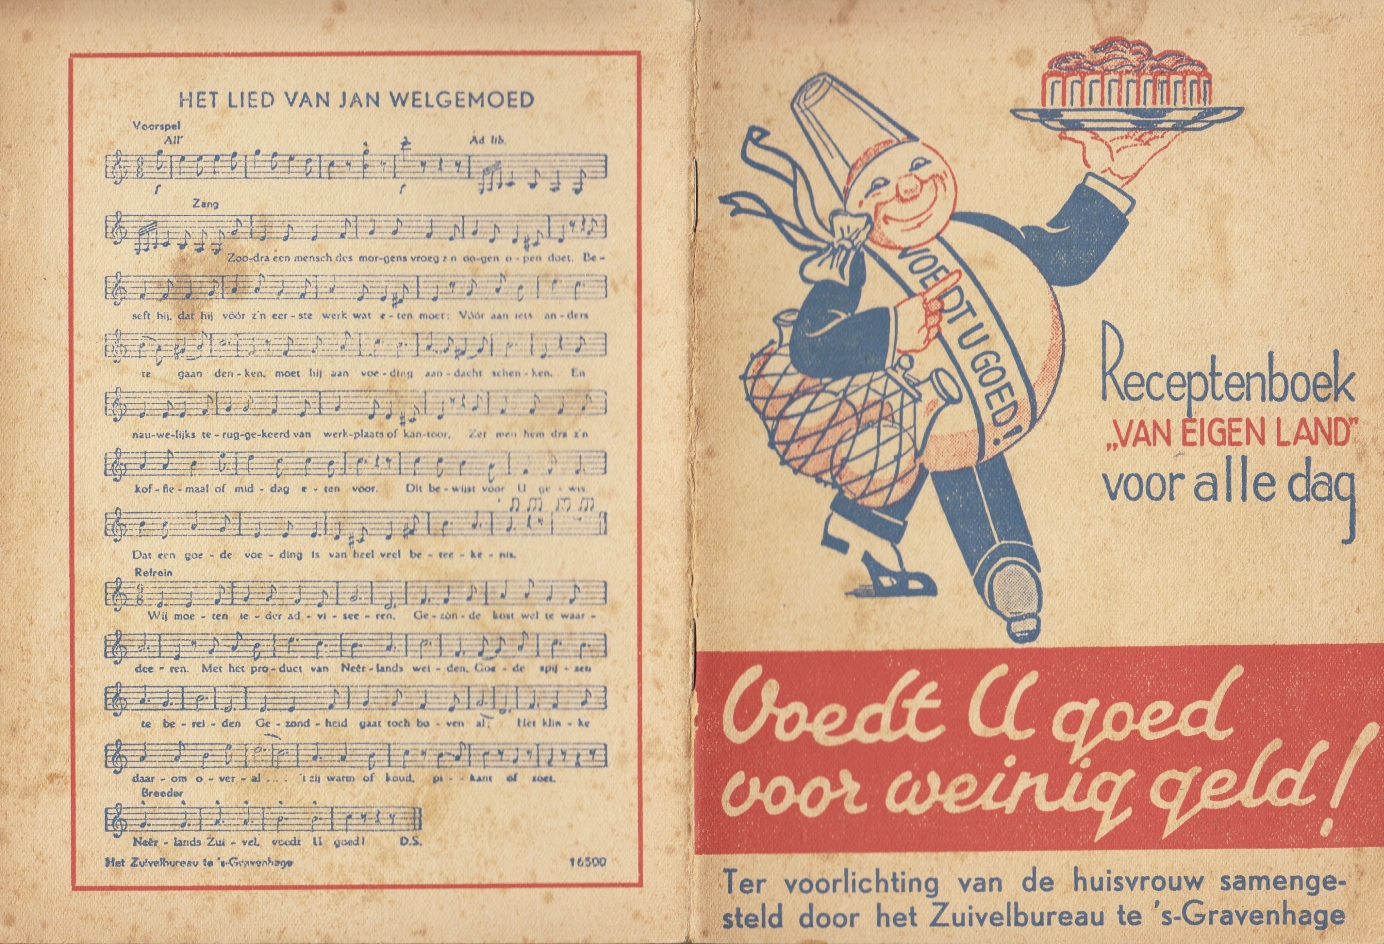 HET LIED VAN JAN WELGEMOED
Voorspel
All°
Ad lib.
f
f
Zang
Zoo-dra een mensch des mor-gens vroeg z'n oo-gen o-pen doet. Be-
seft hij, dat hij vóór z'n eer-ste werk wat e-ten moet: Vóór aan iets an-ders
te gaan den-ken, moet hij aan voe-ding aan-dacht schen-ken. En
nau-we-lijks te-rug-ge-keerd van werk-plaats of kan-toor, Zet men hem dra z'n
kof-fie-maal of mid-dag e-ten voor. Dit be-wijst voor U ge-wis
Dat een goe-de voe-ding is van heel veel be-tee-ke-nis.
Refrein
Wij moe-ten ie-der ad-vi-see-ren, Ge-zon-de kost wel te waar-
dee-ren. Met het pro-duct van Neêr-lands wei-den, Goe-de spij-zen
te be-rei-den Ge-zond-heid gaat toch bo-ven al, Het klin-ke
daar-om o-ver-al.... 't zij warm of koud, pi--kant of zoet.
Breeder
Neêr-lands Zui-vel, voedt U goed! D.S.
Het Zuivelbureau te 's-Gravenhage 16500
VOEDT U GOED!
Receptenboek
„VAN EIGEN LAND”
voor alle dag
Voedt U goed
voor weinig geld!
Ter voorlichting van de huisvrouw samenge-
steld door het Zuivelbureau te 's-Gravenhage